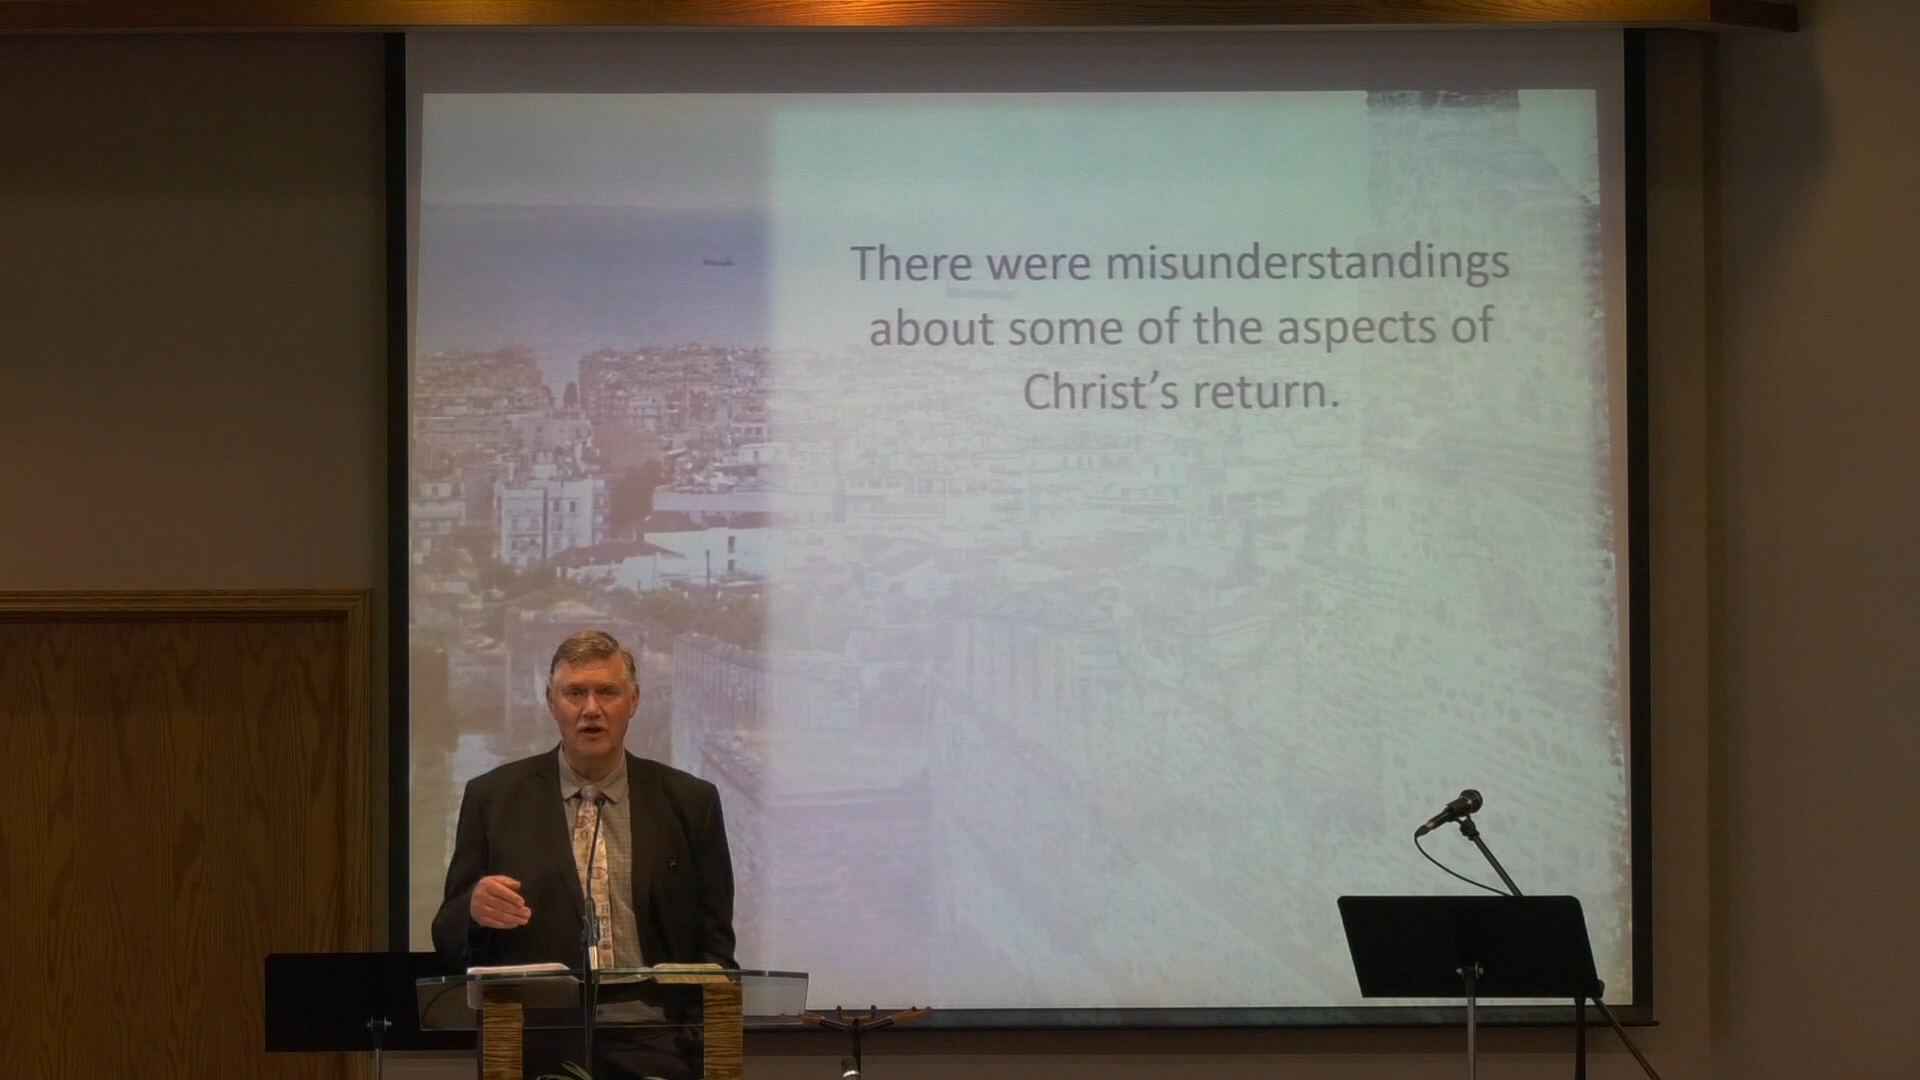 There were misunderstandings
about some of the aspects of
Christ’s return.